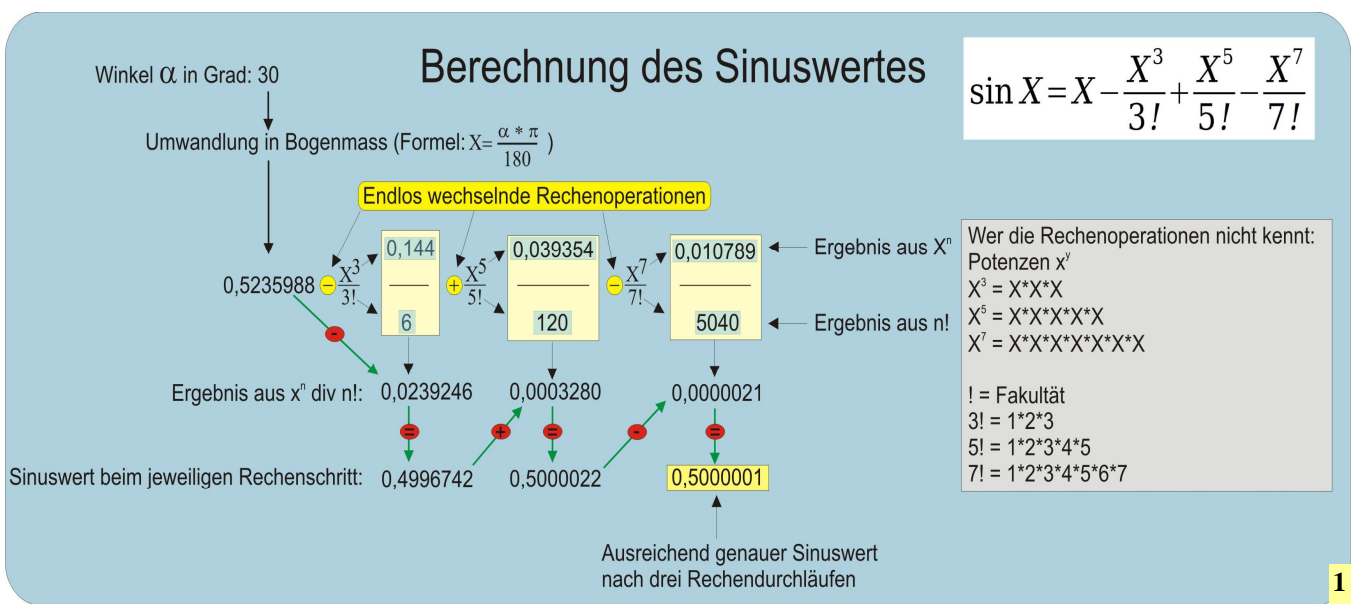 Berechnung des Sinuswertes
sin X = X − X³/3! + X⁵/5! − X⁷/7!
Winkel α in Grad: 30
Umwandlung in Bogenmass (Formel: X= α * π / 180 )
Endlos wechselnde Rechenoperationen
0,5235988 − X³/3! 0,144 / 6 + X⁵/5! 0,039354 / 120 − X⁷/7! 0,010789 / 5040
Ergebnis aus Xⁿ
Ergebnis aus n!
-
Ergebnis aus xⁿ div n!: 0,0239246 0,0003280 0,0000021
= + = - =
Sinuswert beim jeweiligen Rechenschritt: 0,4996742 0,5000022 0,5000001
Ausreichend genauer Sinuswert
nach drei Rechendurchläufen
Wer die Rechenoperationen nicht kennt:
Potenzen xʸ
X³ = X*X*X
X⁵ = X*X*X*X*X
X⁷ = X*X*X*X*X*X*X
! = Fakultät
3! = 1*2*3
5! = 1*2*3*4*5
7! = 1*2*3*4*5*6*7
1